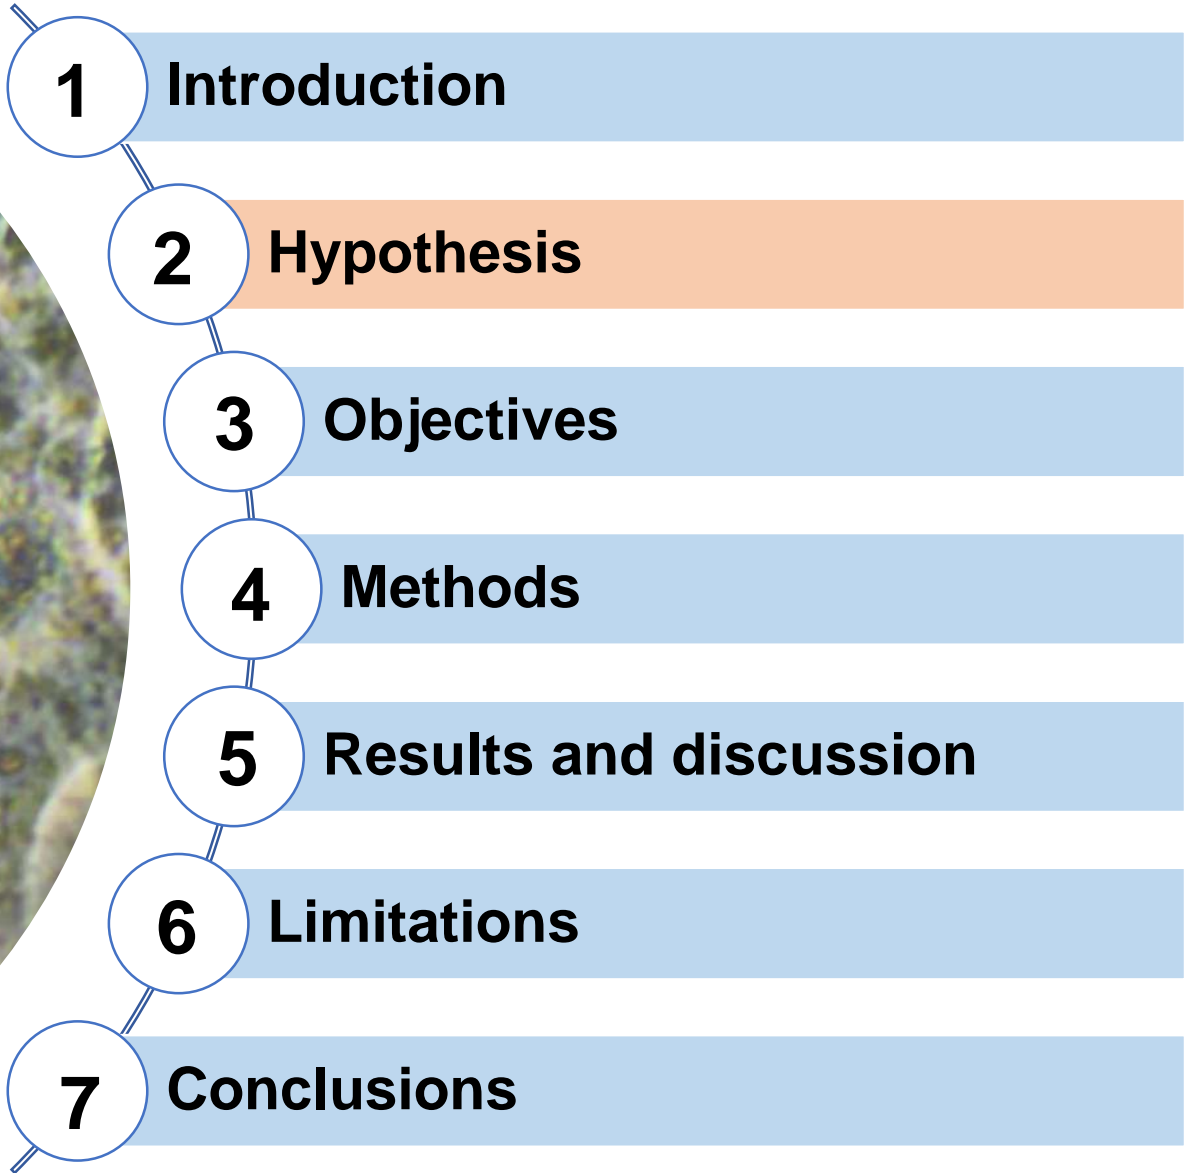 1 Introduction
2 Hypothesis
3 Objectives
4 Methods
5 Results and discussion
6 Limitations
7 Conclusions